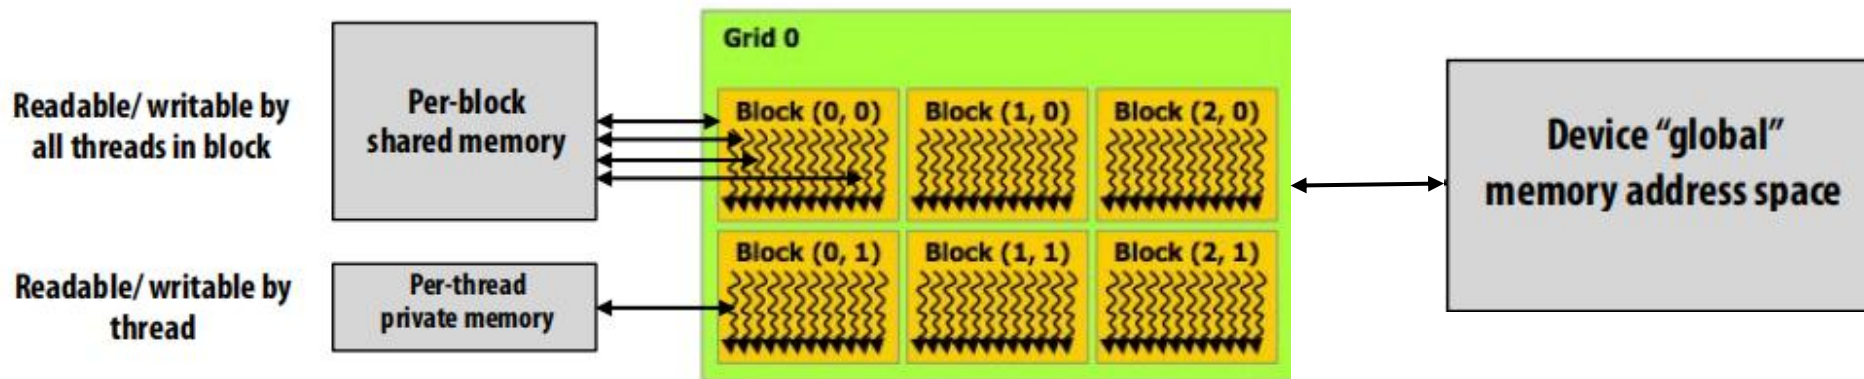 Readable/ writable by
all threads in block
Per-block
shared memory
Grid 0
Block (0, 0)
Block (1, 0)
Block (2, 0)
Device “global”
memory address space
Readable/ writable by
thread
Per-thread
private memory
Block (0, 1)
Block (1, 1)
Block (2, 1)